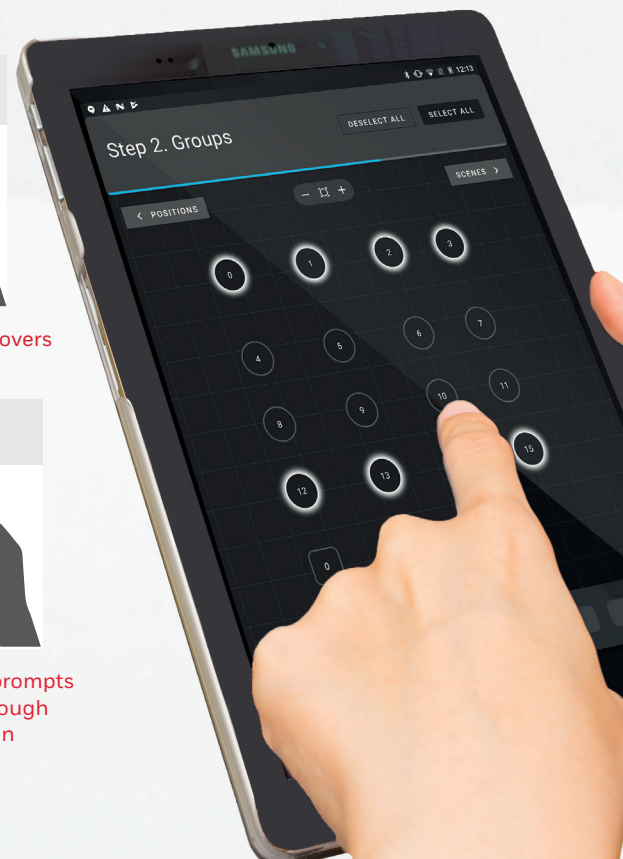 SAMSUNG
12:13
Step 2. Groups
DESELECT ALL
SELECT ALL
< POSITIONS
− +
SCENES >
0
1
2
3
4
5
6
7
8
9
10
11
12
13
15
0
overs
prompts
ough
n